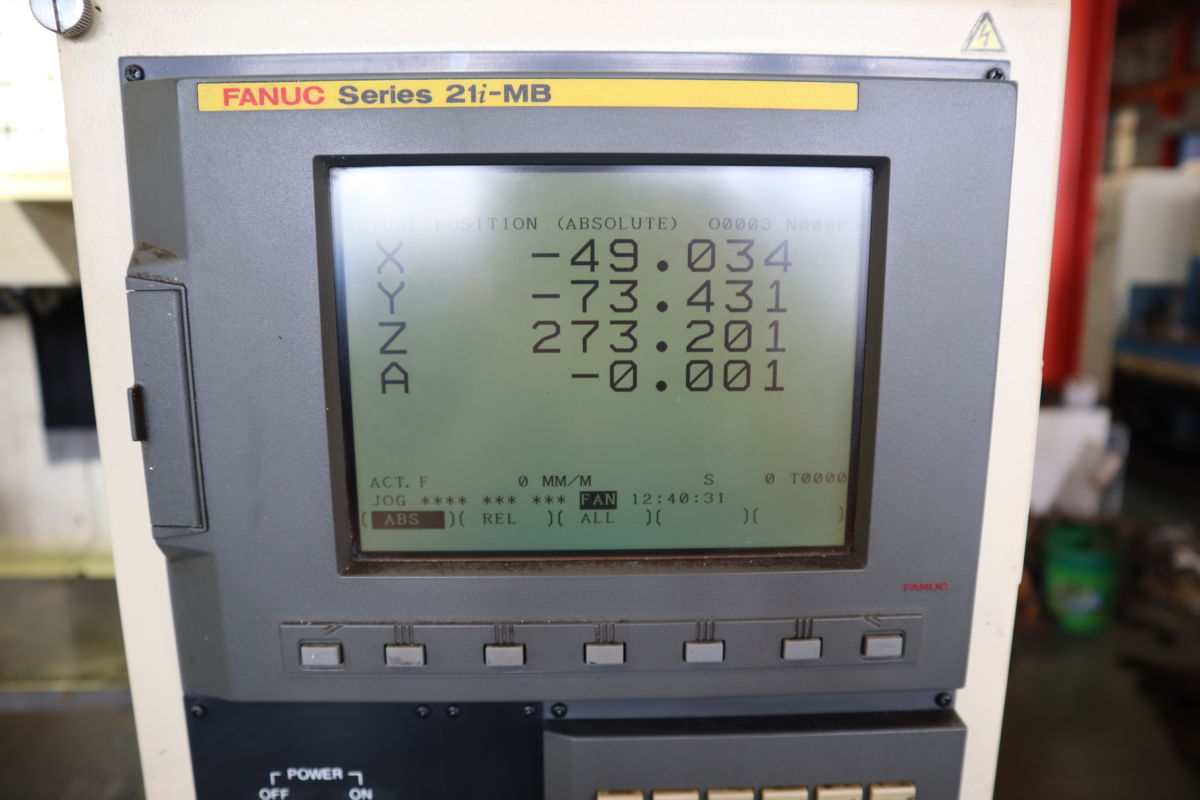 FANUC Series 21i-MB
ACTUAL POSITION (ABSOLUTE) O0003 N00003
X -49.034
Y -73.431
Z 273.201
A -0.001
ACT. F 0 MM/M S 0 T0000
JOG **** *** *** FAN 12:40:31
( ABS )( REL )( ALL )( )( )
FANUC
POWER
OFF ON